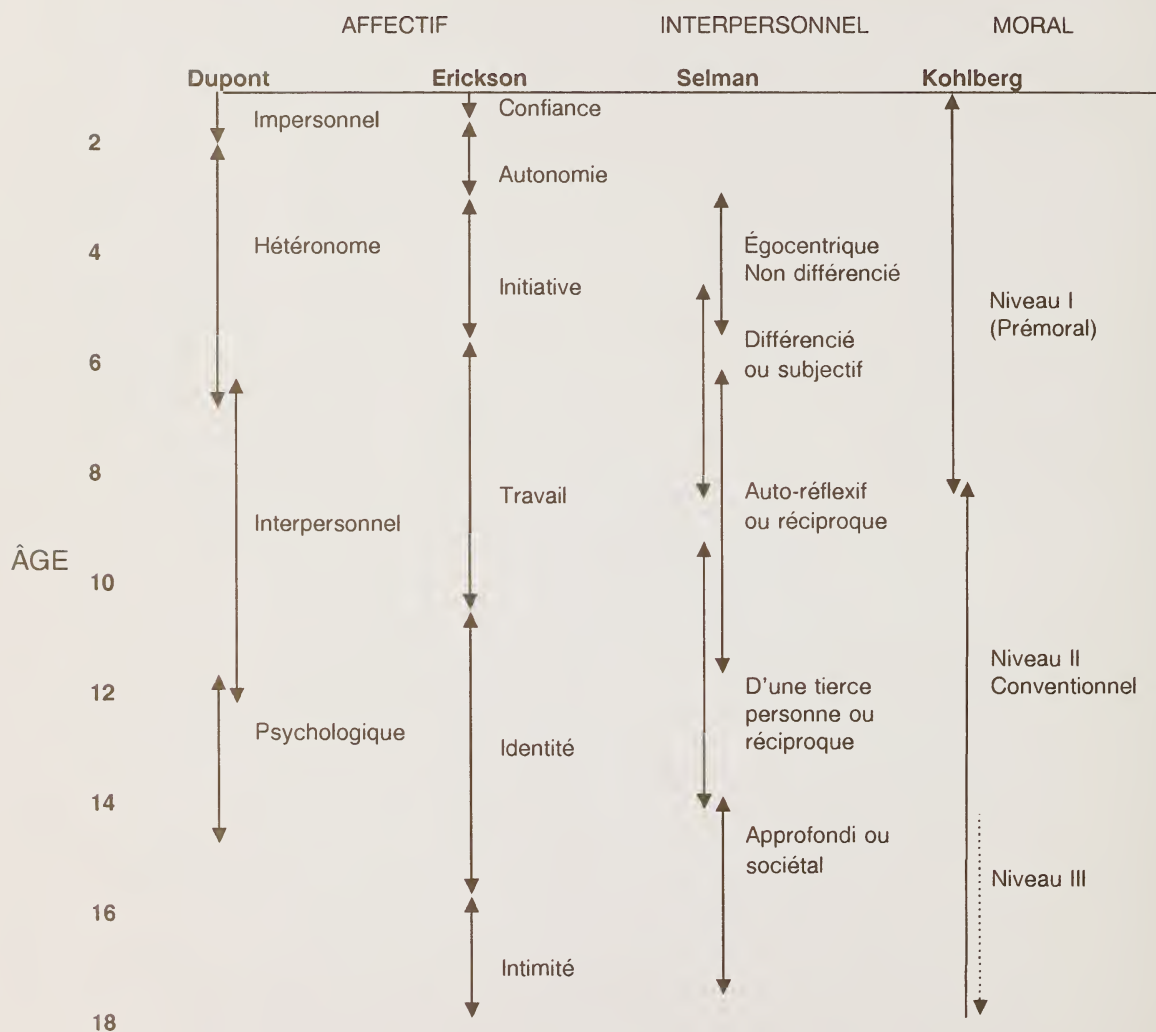 AFFECTIF INTERPERSONNEL MORAL
Dupont Erickson Selman Kohlberg
Impersonnel
Confiance
2
Autonomie
Hétéronome
4
Égocentrique
Non différencié
Initiative
Niveau I
(Prémoral)
6
Différencié
ou subjectif
8
Travail
Auto-réflexif
ou réciproque
Interpersonnel
ÂGE
10
Niveau II
Conventionnel
12
D'une tierce
personne ou
réciproque
Psychologique
Identité
14
Approfondi ou
sociétal
Niveau III
16
Intimité
18